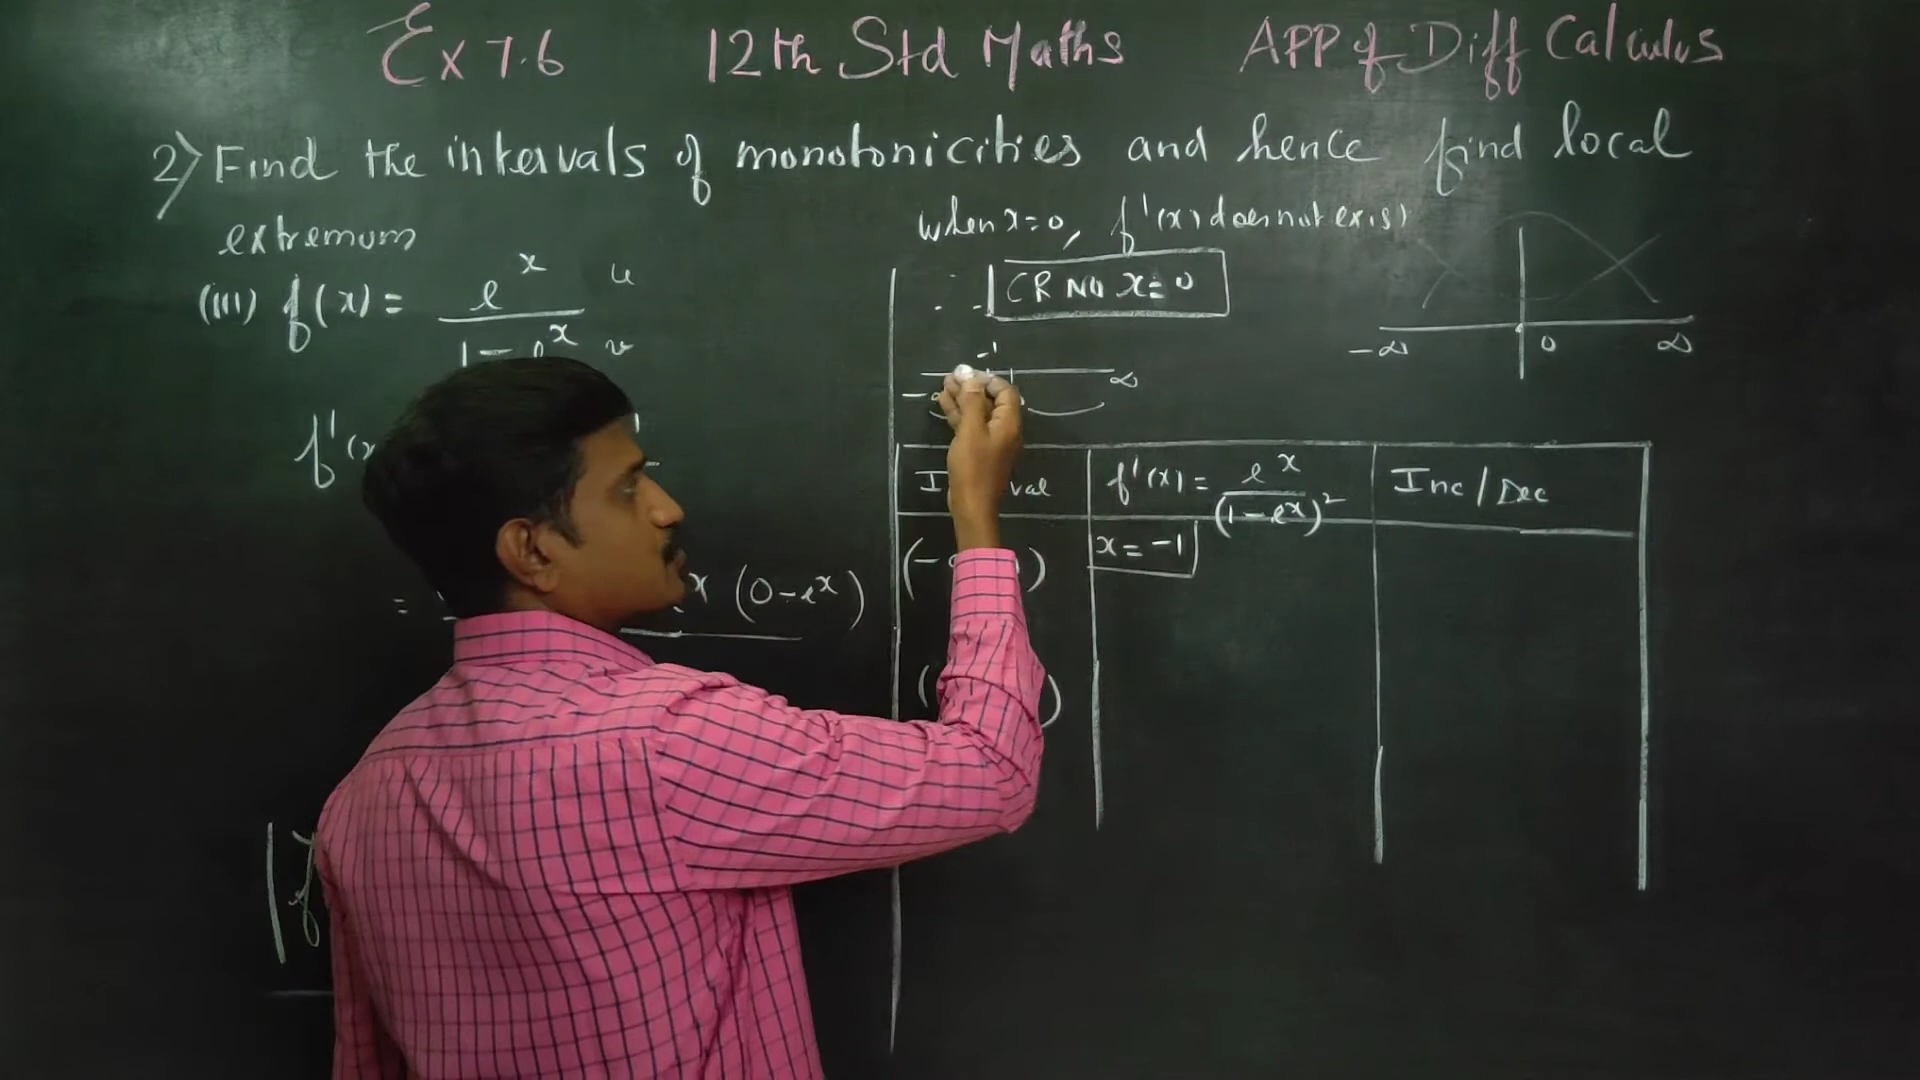 Ex 7.6 12th Std Maths APP of Diff Calculus
2) Find the intervals of monotonicities and hence find local
extremum
(III) f(x) = e^x / 1 - e^x u v
f'(x
= x (0 - e^x)
when x=0, f'(x) does not exist
∴ CR NO x = 0
-1
-∞ ∞
-∞ 0 ∞
f'(x) = e^x / (1 - e^x)^2 Inc / Dec
x = -1